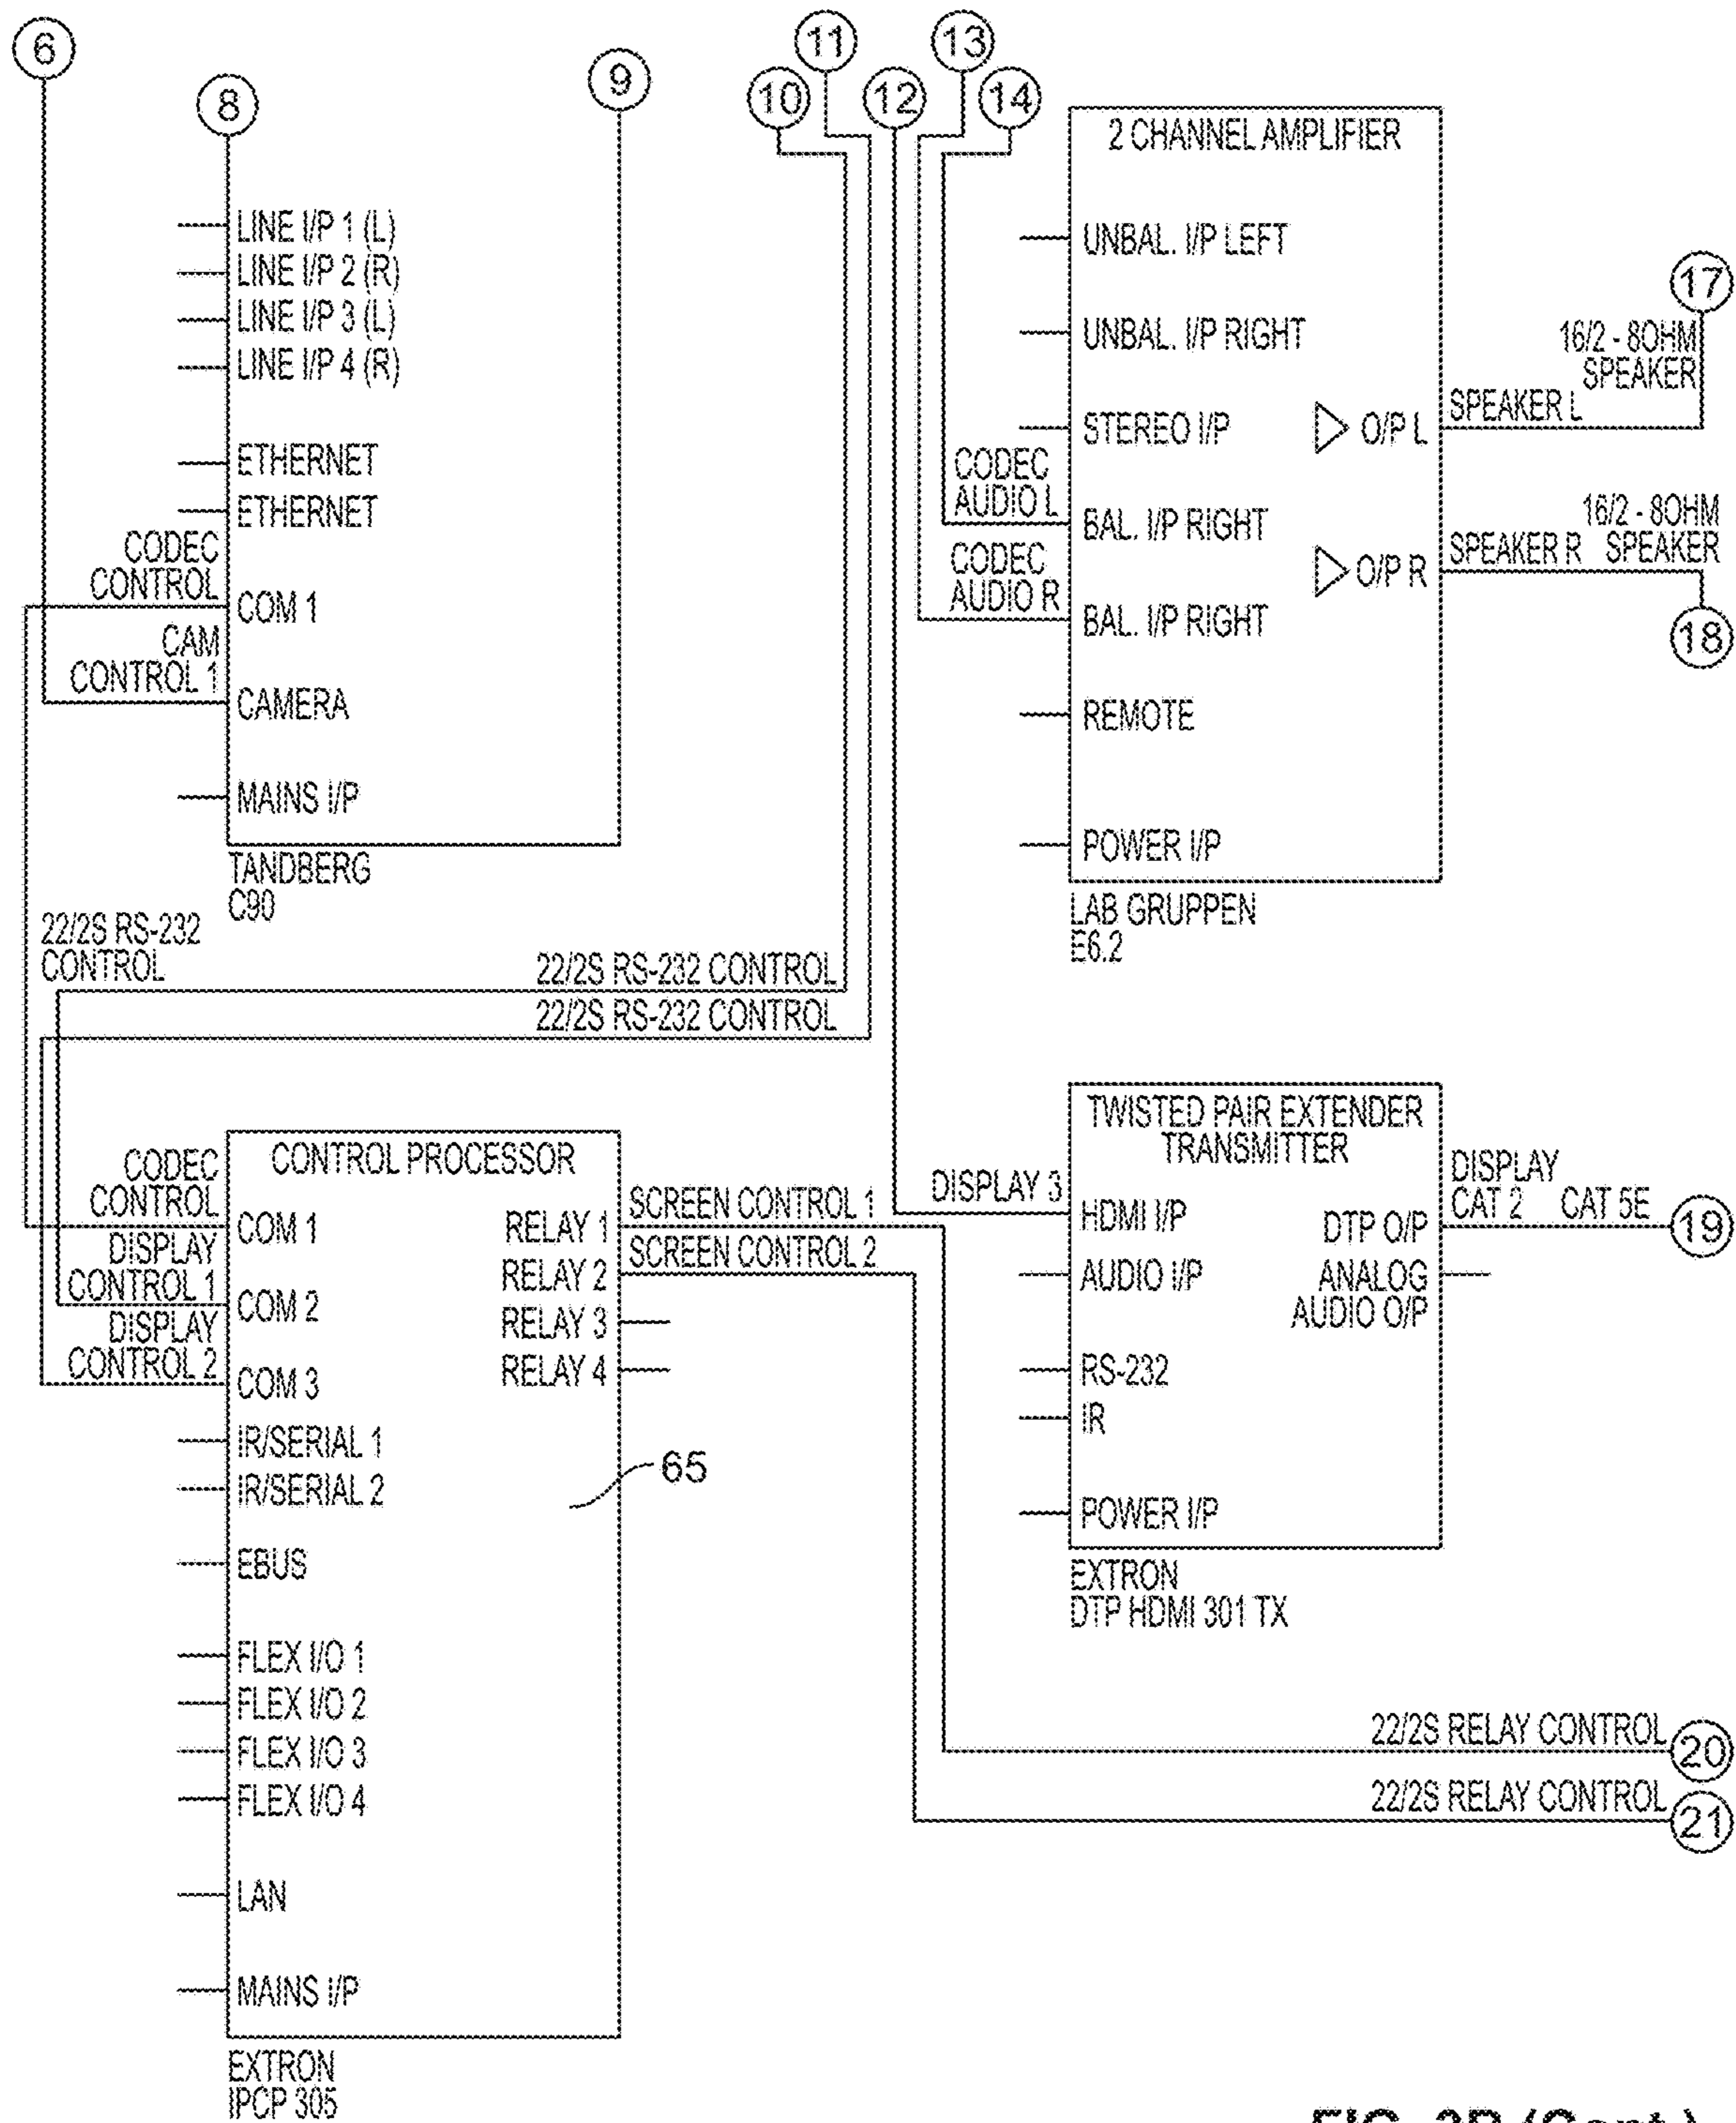 6
8
9
10
11
12
13
14
LINE I/P 1 (L)
LINE I/P 2 (R)
LINE I/P 3 (L)
LINE I/P 4 (R)
ETHERNET
ETHERNET
CODEC
CONTROL
COM 1
CAM
CONTROL 1
CAMERA
MAINS I/P
TANDBERG
C90
22/2S RS-232
CONTROL
22/2S RS-232 CONTROL
22/2S RS-232 CONTROL
2 CHANNEL AMPLIFIER
UNBAL. I/P LEFT
UNBAL. I/P RIGHT
STEREO I/P
CODEC
AUDIO L
BAL. I/P RIGHT
CODEC
AUDIO R
BAL. I/P RIGHT
REMOTE
POWER I/P
O/P L
O/P R
SPEAKER L
16/2 - 8OHM
SPEAKER
17
SPEAKER R
16/2 - 8OHM
SPEAKER
18
LAB GRUPPEN
E6.2
CONTROL PROCESSOR
CODEC
CONTROL
COM 1
DISPLAY
CONTROL 1
COM 2
DISPLAY
CONTROL 2
COM 3
IR/SERIAL 1
IR/SERIAL 2
EBUS
FLEX I/O 1
FLEX I/O 2
FLEX I/O 3
FLEX I/O 4
LAN
MAINS I/P
RELAY 1
RELAY 2
RELAY 3
RELAY 4
SCREEN CONTROL 1
SCREEN CONTROL 2
65
EXTRON
IPCP 305
TWISTED PAIR EXTENDER
TRANSMITTER
DISPLAY 3
HDMI I/P
AUDIO I/P
RS-232
IR
POWER I/P
DTP O/P
ANALOG
AUDIO O/P
DISPLAY
CAT 2 CAT 5E
19
EXTRON
DTP HDMI 301 TX
22/2S RELAY CONTROL
20
22/2S RELAY CONTROL
21